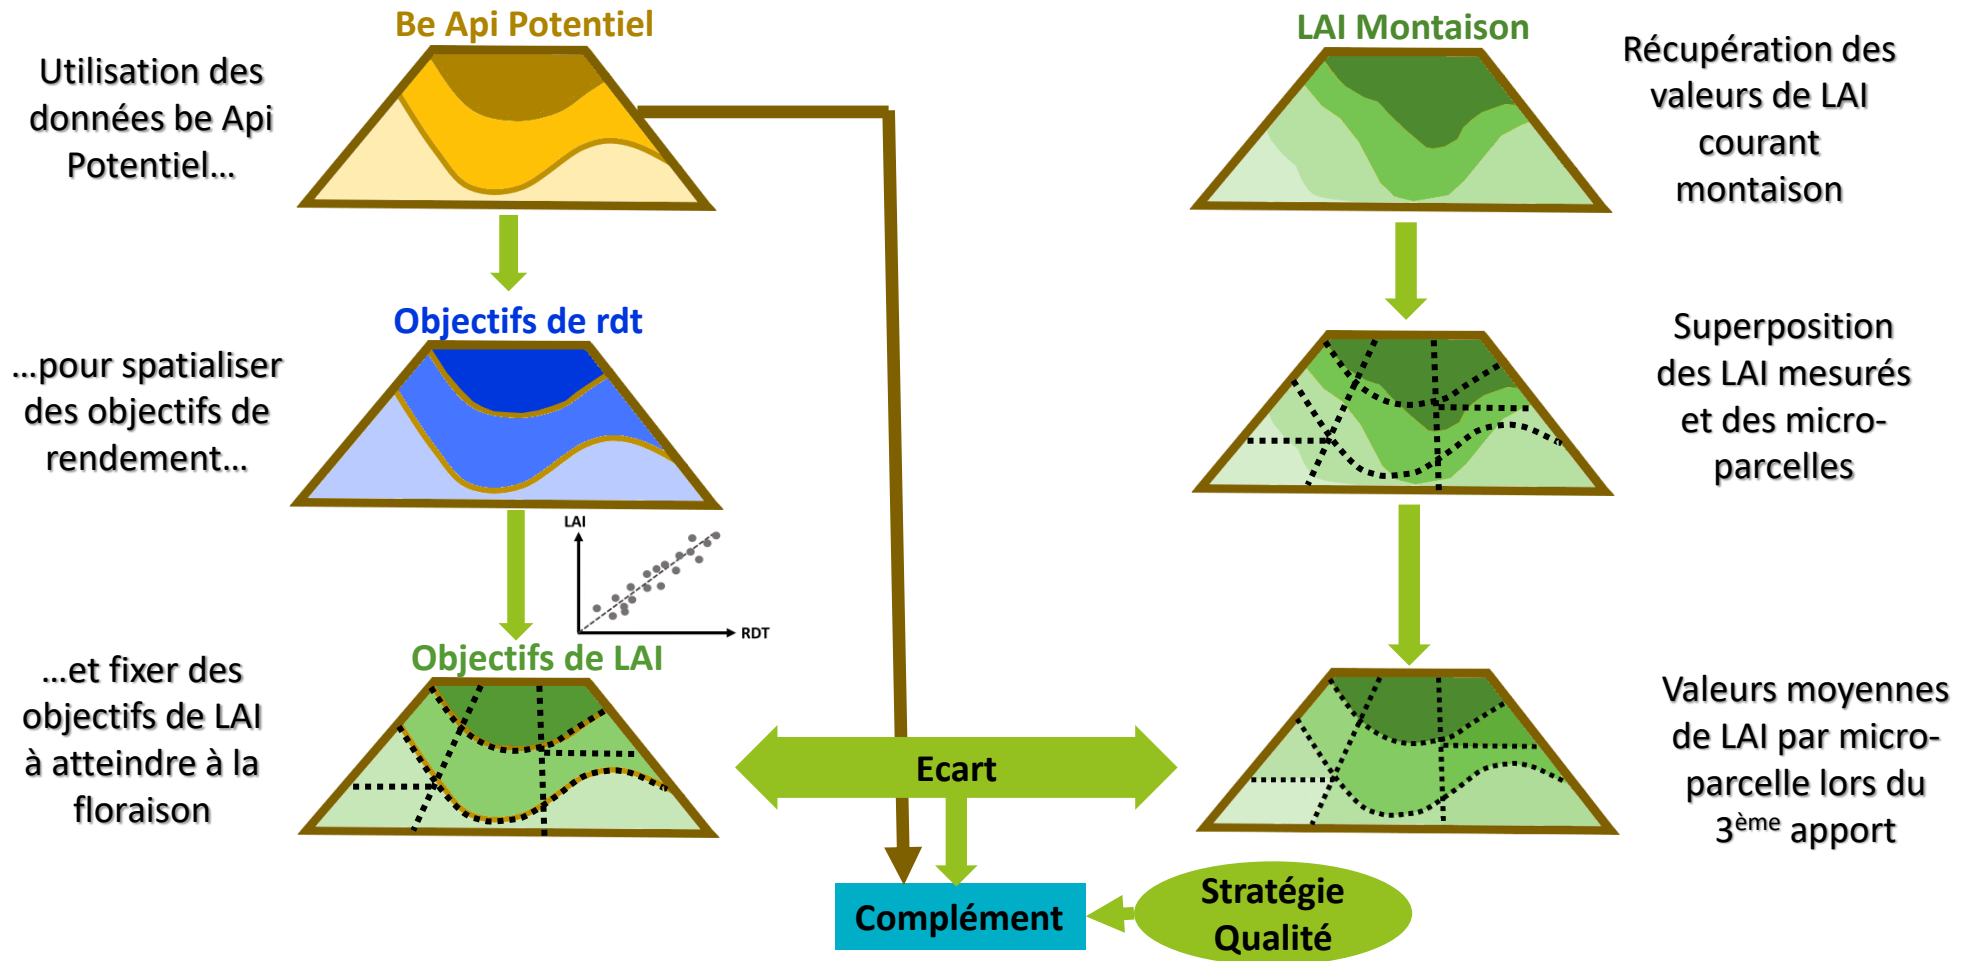 Be Api Potentiel
Utilisation des
données be Api
Potentiel…
Objectifs de rdt
…pour spatialiser
des objectifs de
rendement…
LAI
RDT
Objectifs de LAI
…et fixer des
objectifs de LAI
à atteindre à la
floraison
LAI Montaison
Récupération des
valeurs de LAI
courant
montaison
Superposition
des LAI mesurés
et des micro-
parcelles
Valeurs moyennes
de LAI par micro-
parcelle lors du
3ème apport
Ecart
Complément
Stratégie
Qualité